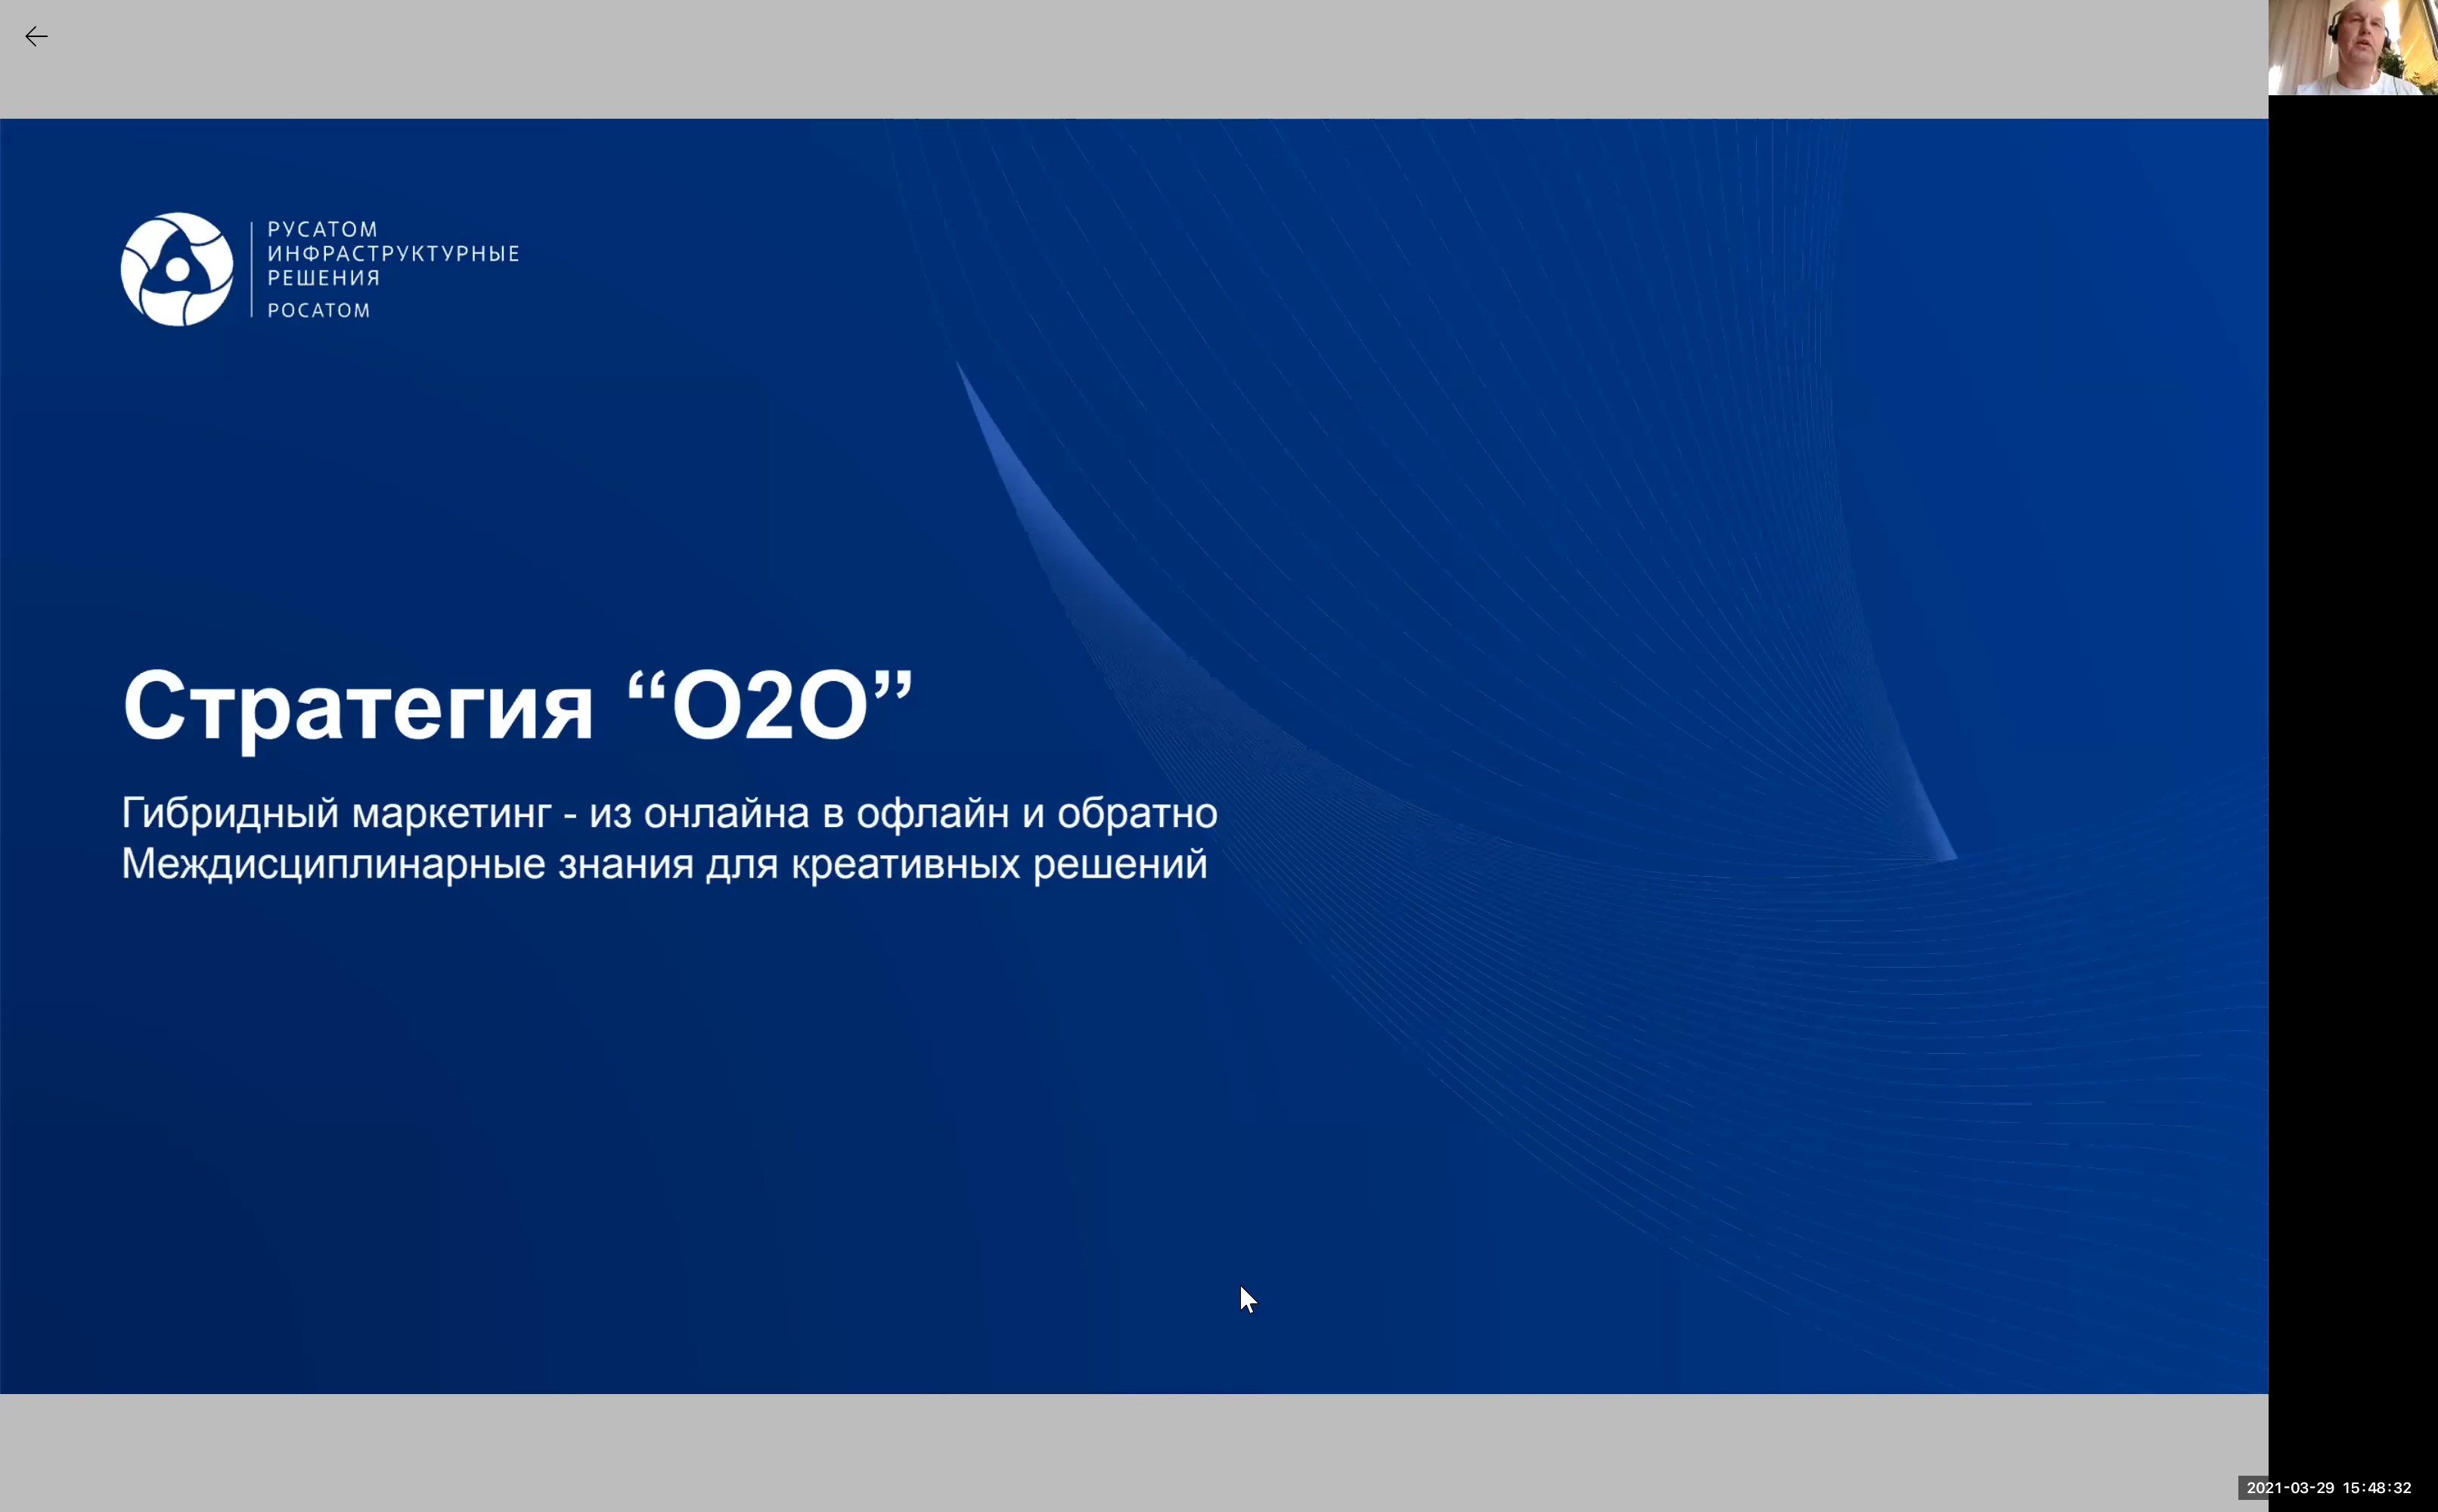 РУСАТОМ
ИНФРАСТРУКТУРНЫЕ
РЕШЕНИЯ
РОСАТОМ
Стратегия “О2О”
Гибридный маркетинг - из онлайна в офлайн и обратно
Междисциплинарные знания для креативных решений
2021-03-29 15:48:32